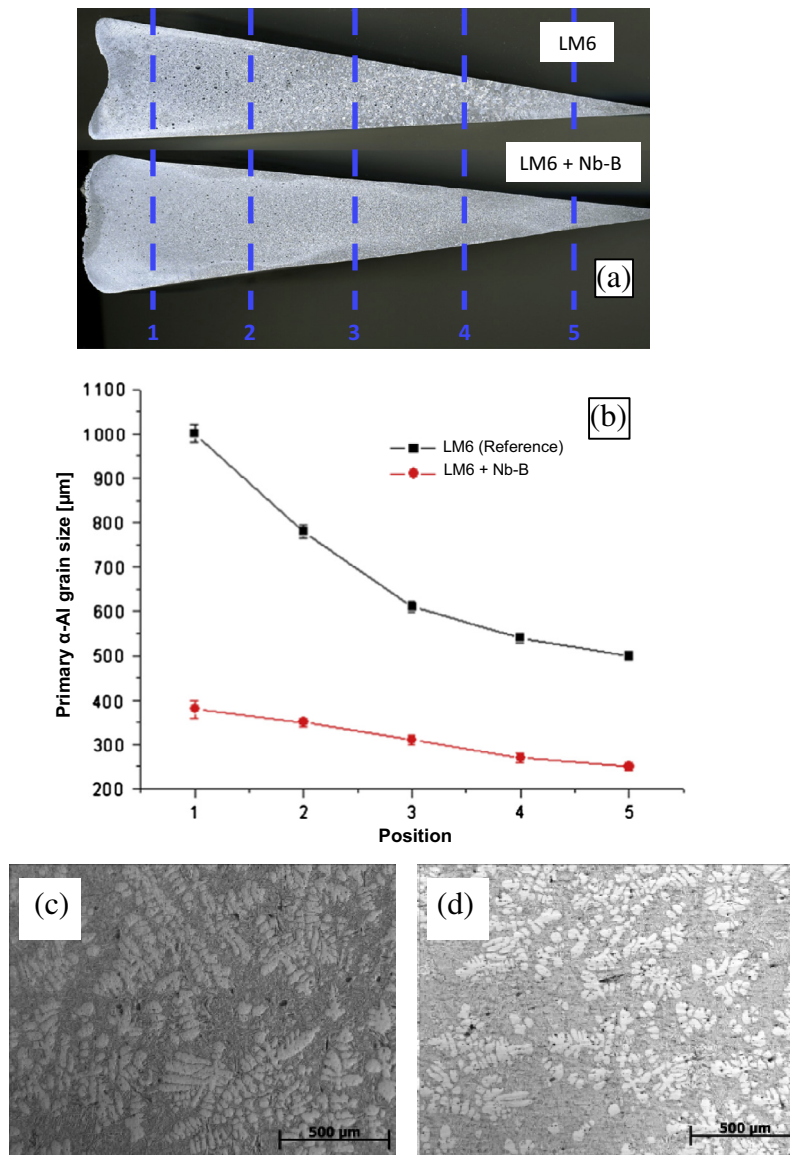 LM6
LM6 + Nb-B
(a)
1 2 3 4 5
(b)
1100
1000
900
800
700
600
500
400
300
200
Primary α-Al grain size [µm]
LM6 (Reference)
LM6 + Nb-B
1 2 3 4 5
Position
(c)
500 µm
(d)
500 µm